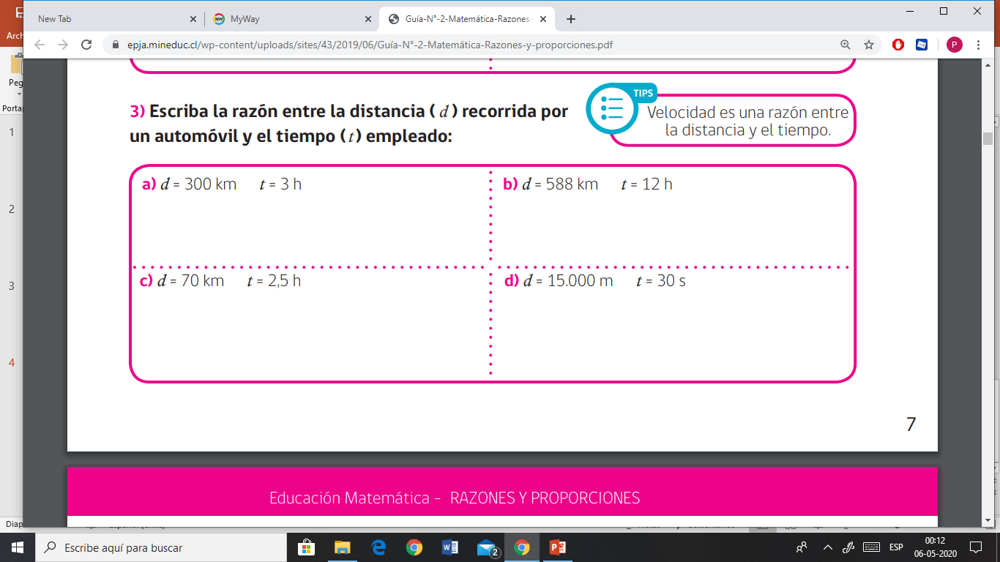 New Tab
MyWay
Guía-N°-2-Matemática-Razones-
Arch
epja.mineduc.cl/wp-content/uploads/sites/43/2019/06/Guía-N°-2-Matemática-Razones-y-proporciones.pdf
P
Peg
Portap
1
2
3
4
TIPS
3) Escriba la razón entre la distancia ( d ) recorrida por
un automóvil y el tiempo ( t ) empleado:
Velocidad es una razón entre
la distancia y el tiempo.
a) d = 300 km t = 3 h
b) d = 588 km t = 12 h
c) d = 70 km t = 2,5 h
d) d = 15.000 m t = 30 s
7
Educación Matemática - RAZONES Y PROPORCIONES
Diap
Escribe aquí para buscar
2
ESP
00:12
06-05-2020